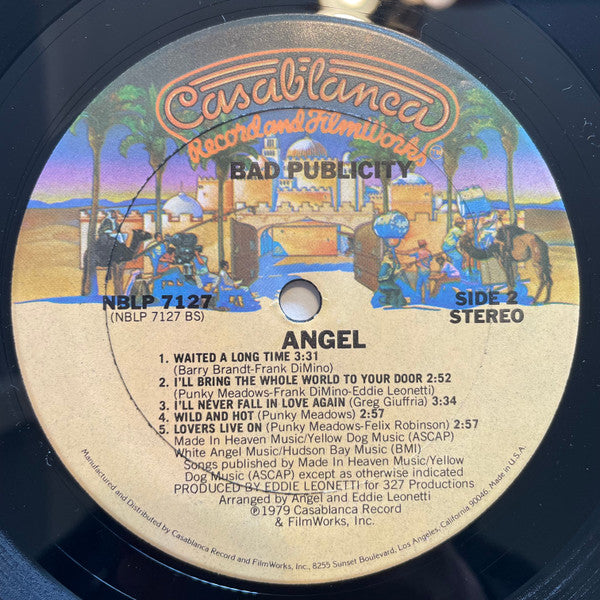 Casablanca
Record and FilmWorks
BAD PUBLICITY
NBLP 7127
(NBLP 7127 BS)
SIDE 2
STEREO
ANGEL
1. WAITED A LONG TIME 3:31
(Barry Brandt-Frank DiMino)
2. I'LL BRING THE WHOLE WORLD TO YOUR DOOR 2:52
(Punky Meadows-Frank DiMino-Eddie Leonetti)
3. I'LL NEVER FALL IN LOVE AGAIN (Greg Giuffria) 3:34
4. WILD AND HOT (Punky Meadows) 2:57
5. LOVERS LIVE ON (Punky Meadows-Felix Robinson) 2:57
Made In Heaven Music/Yellow Dog Music (ASCAP)
White Angel Music/Hudson Bay Music (BMI)
Songs published by Made In Heaven Music/Yellow
Dog Music (ASCAP) except as otherwise indicated
PRODUCED BY EDDIE LEONETTI for 327 Productions
Arranged by Angel and Eddie Leonetti
℗1979 Casablanca Record
& FilmWorks, Inc.
Manufactured and Distributed by Casablanca Record and FilmWorks, Inc., 8255 Sunset Boulevard, Los Angeles, California 90046. Made in U.S.A.